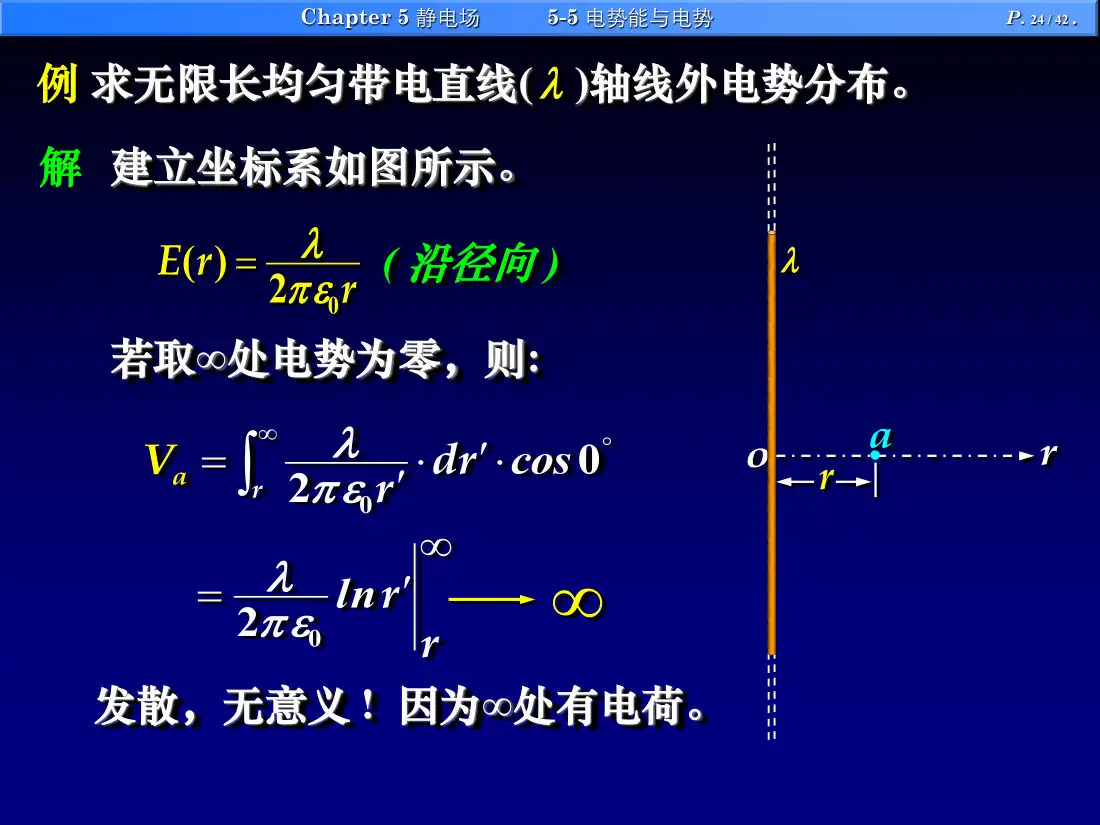 Chapter 5 静电场 5-5 电势能与电势 P. 24 / 42 .
例 求无限长均匀带电直线( λ )轴线外电势分布。
解 建立坐标系如图所示。
E(r) = λ / 2πε₀r ( 沿径向 )
λ
若取∞处电势为零，则:
Vₐ = ∫ᵣ^∞ λ / 2πε₀r′ · dr′ · cos 0°
a
o r
r
= λ / 2πε₀ ln r′ |ᵣ^∞ → ∞
发散，无意义！因为∞处有电荷。